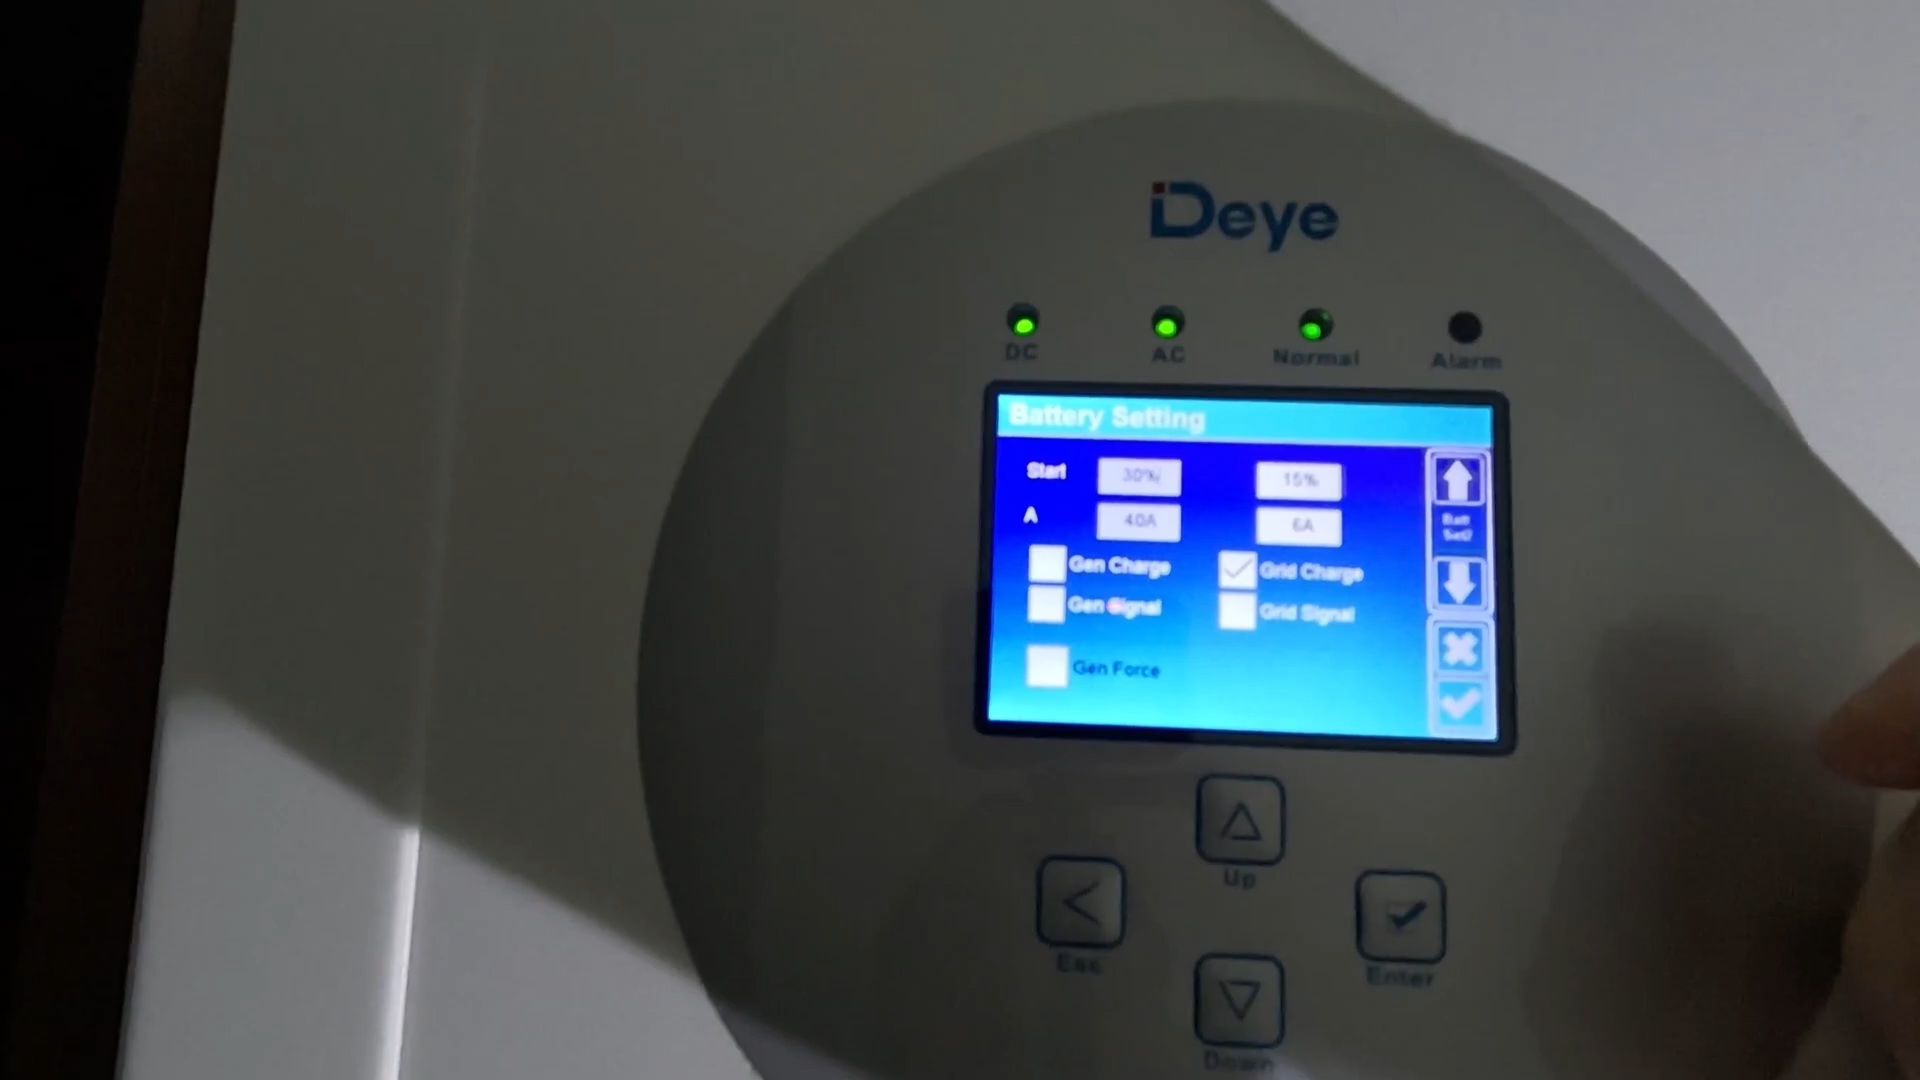 Deye
DC AC Normal Alarm
Battery Setting
Start 30% 15%
A 40A 6A
Gen Charge Grid Charge
Gen Signal Grid Signal
Gen Force
Batt
Up
Esc
Enter
Down